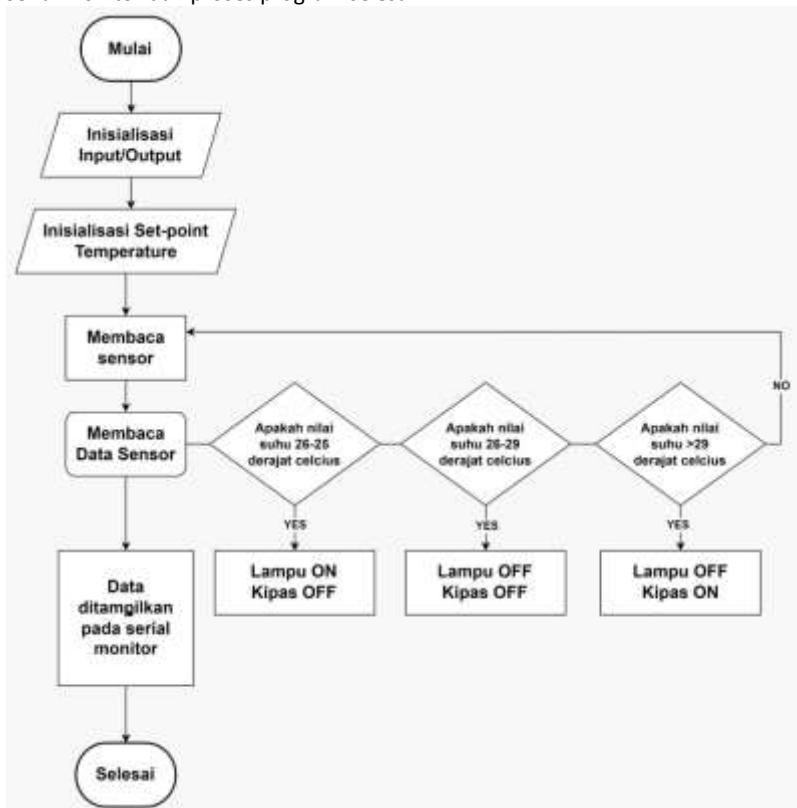 Mulai
Inisialisasi
Input/Output
Inisialisasi Set-point
Temperature
Membaca
sensor
NO
Membaca
Data Sensor
Apakah nilai
suhu 26-25
derajat celcius
Apakah nilai
suhu 26-29
derajat celcius
Apakah nilai
suhu >29
derajat celcius
YES
YES
YES
Lampu ON
Kipas OFF
Lampu OFF
Kipas OFF
Lampu OFF
Kipas ON
Data
ditamgilkan
pada serial
monitor
Selesai